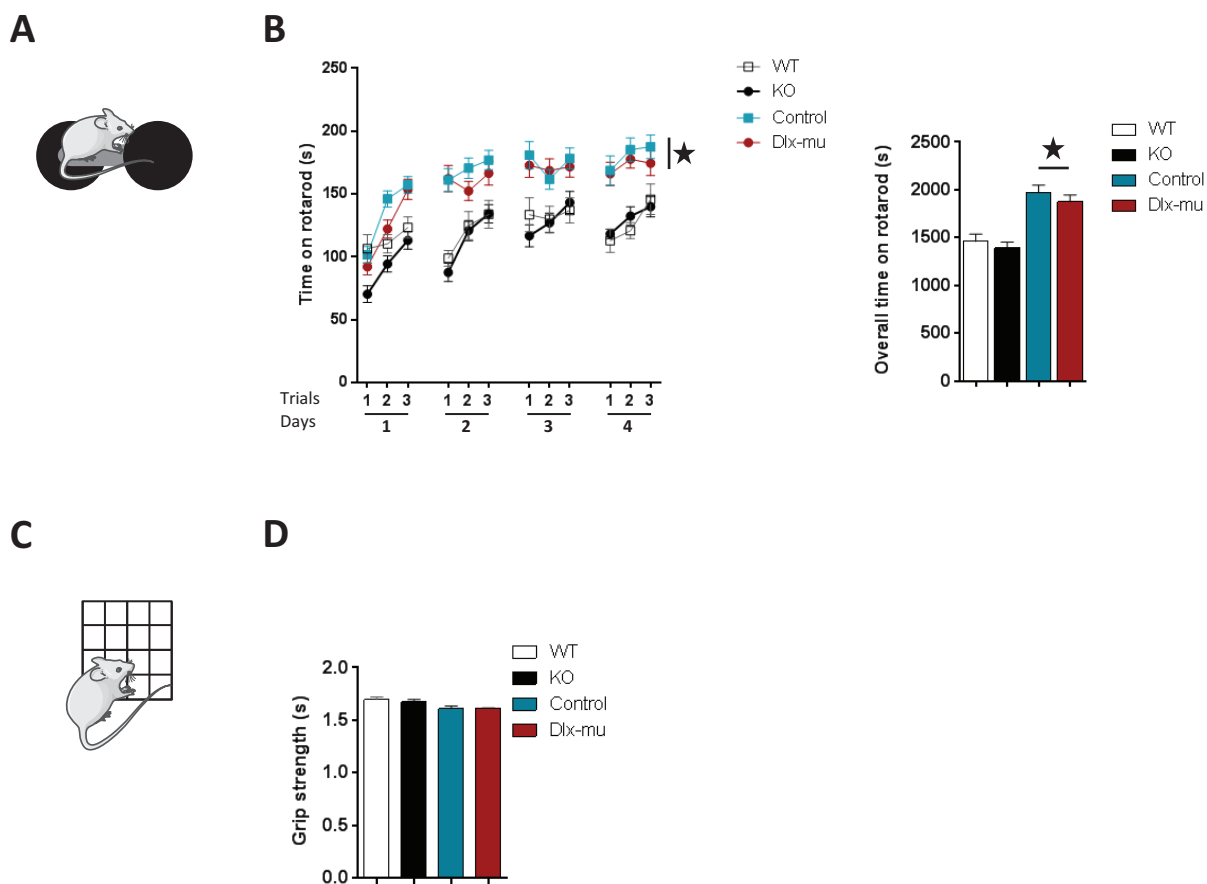 A
B
Time on rotarod (s)
250
200
150
100
50
0
WT
KO
Control
Dlx-mu
★
Trials 1 2 3 1 2 3 1 2 3 1 2 3
Days 1 2 3 4
Overall time on rotarod (s)
2500
2000
1500
1000
500
0
★
WT
KO
Control
Dlx-mu
C
D
Grip strength (s)
2.0
1.5
1.0
0.5
0.0
WT
KO
Control
Dlx-mu